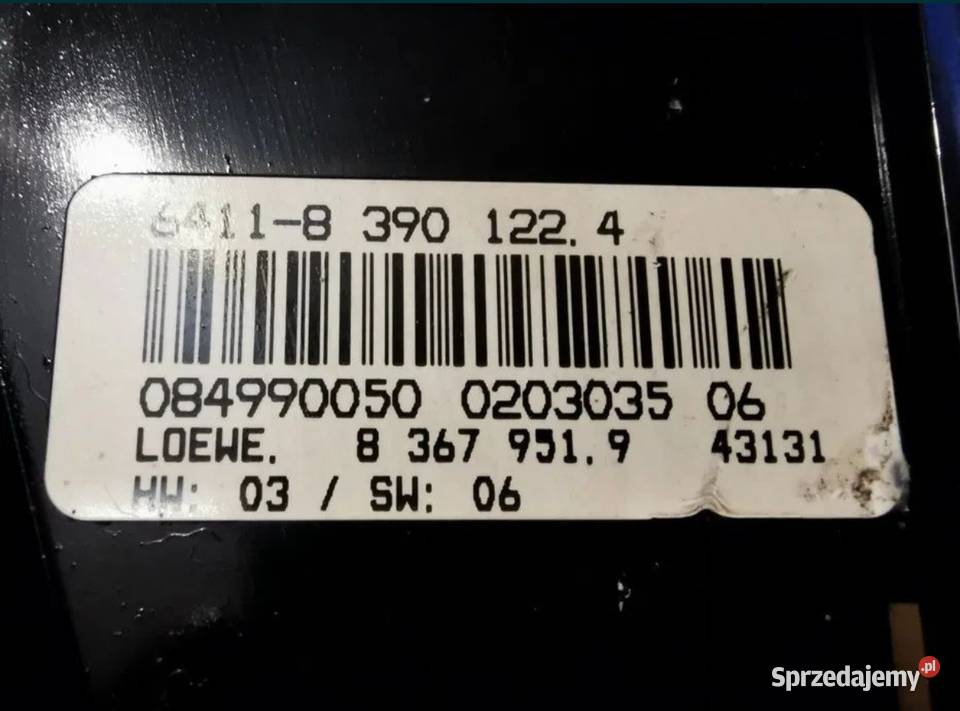 6411-8 390 122.4
084990050 0203035 06
LOEWE. 8 367 951.9 43131
HW: 03 / SW: 06
Sprzedajemy.pl